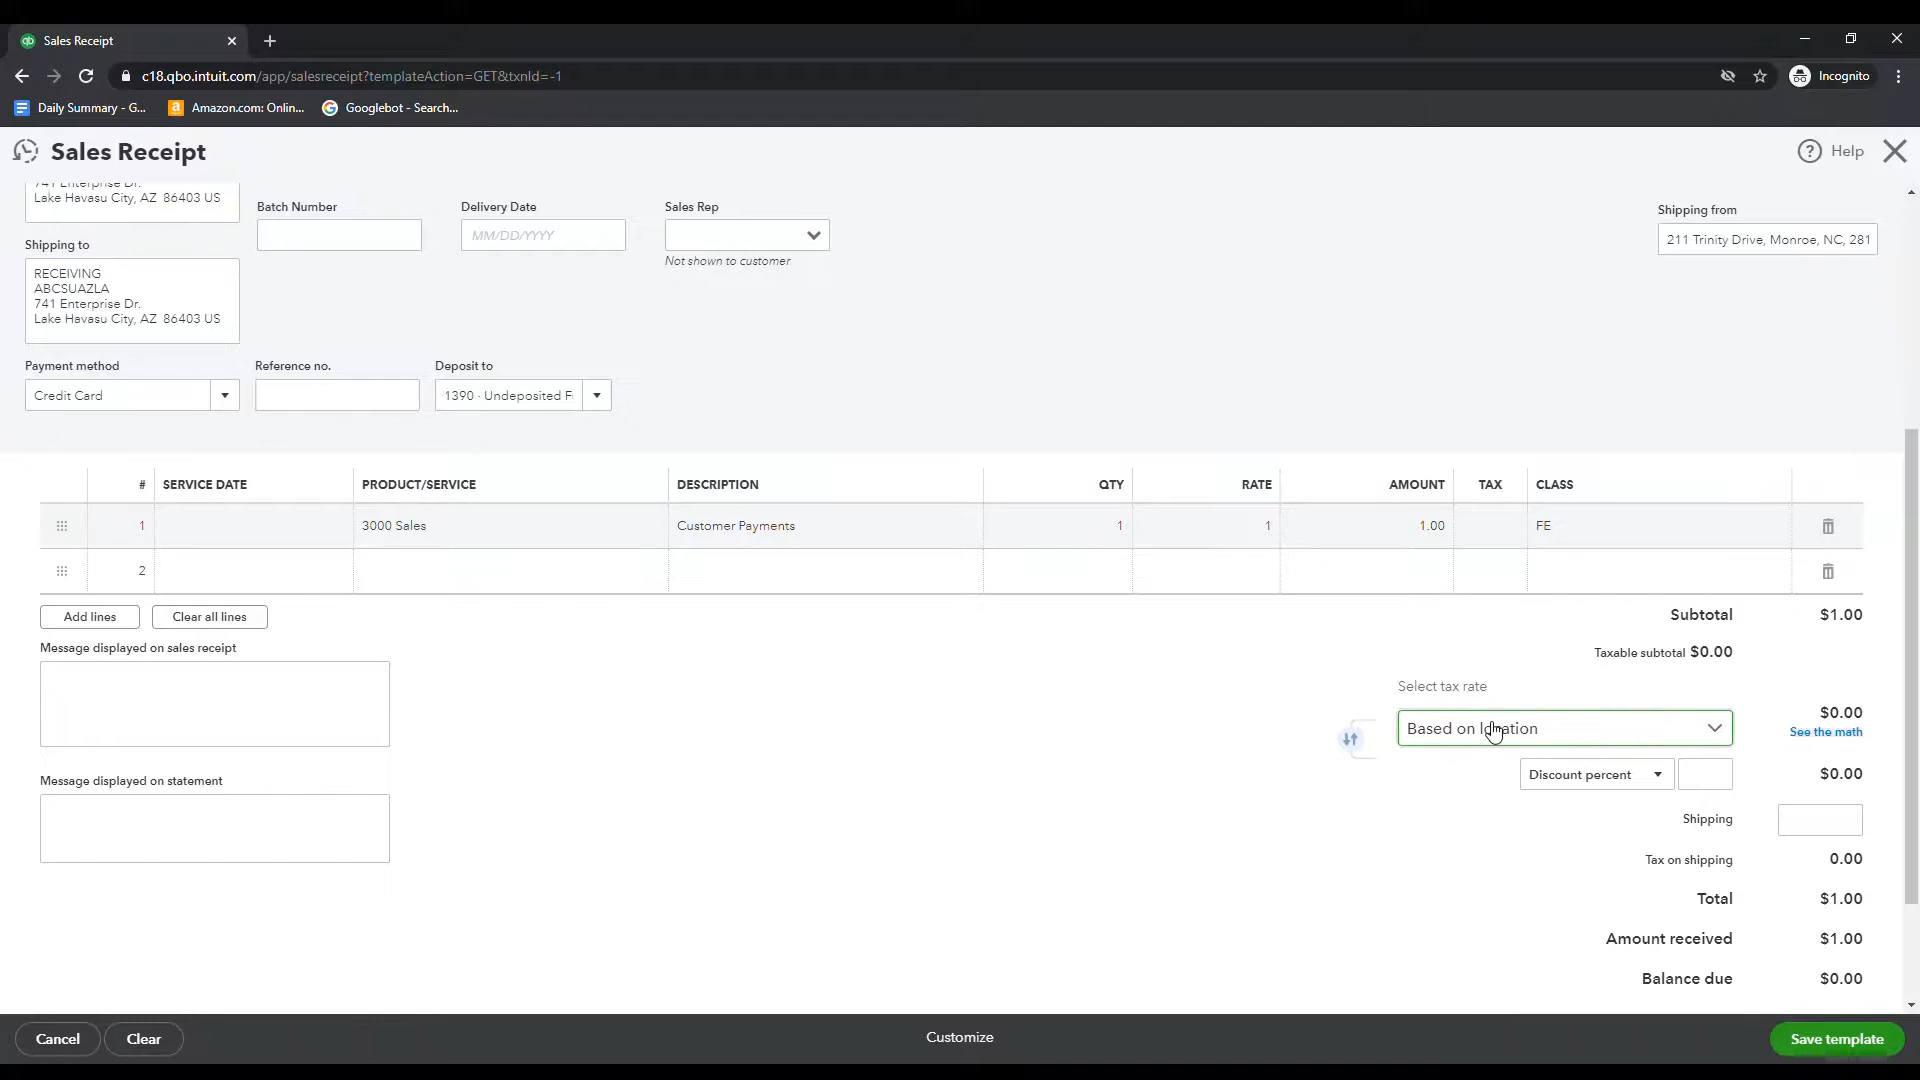 Sales Receipt
c18.qbo.intuit.com/app/salesreceipt?templateAction=GET&txnId=-1
Incognito
Daily Summary - G...
Amazon.com: Onlin...
Googlebot - Search...
Sales Receipt
Help
741 Enterprise Dr.
Lake Havasu City, AZ 86403 US
Batch Number
Delivery Date
MM/DD/YYYY
Sales Rep
Not shown to customer
Shipping from
211 Trinity Drive, Monroe, NC, 281
Shipping to
RECEIVING
ABCSUAZLA
741 Enterprise Dr.
Lake Havasu City, AZ 86403 US
Payment method
Credit Card
Reference no.
Deposit to
1390 · Undeposited F
# SERVICE DATE PRODUCT/SERVICE DESCRIPTION QTY RATE AMOUNT TAX CLASS
1 3000 Sales Customer Payments 1 1 1.00 FE
2
Add lines
Clear all lines
Message displayed on sales receipt
Message displayed on statement
Subtotal $1.00
Taxable subtotal $0.00
Select tax rate
Based on location
$0.00
See the math
Discount percent
$0.00
Shipping
Tax on shipping 0.00
Total $1.00
Amount received $1.00
Balance due $0.00
Cancel
Clear
Customize
Save template